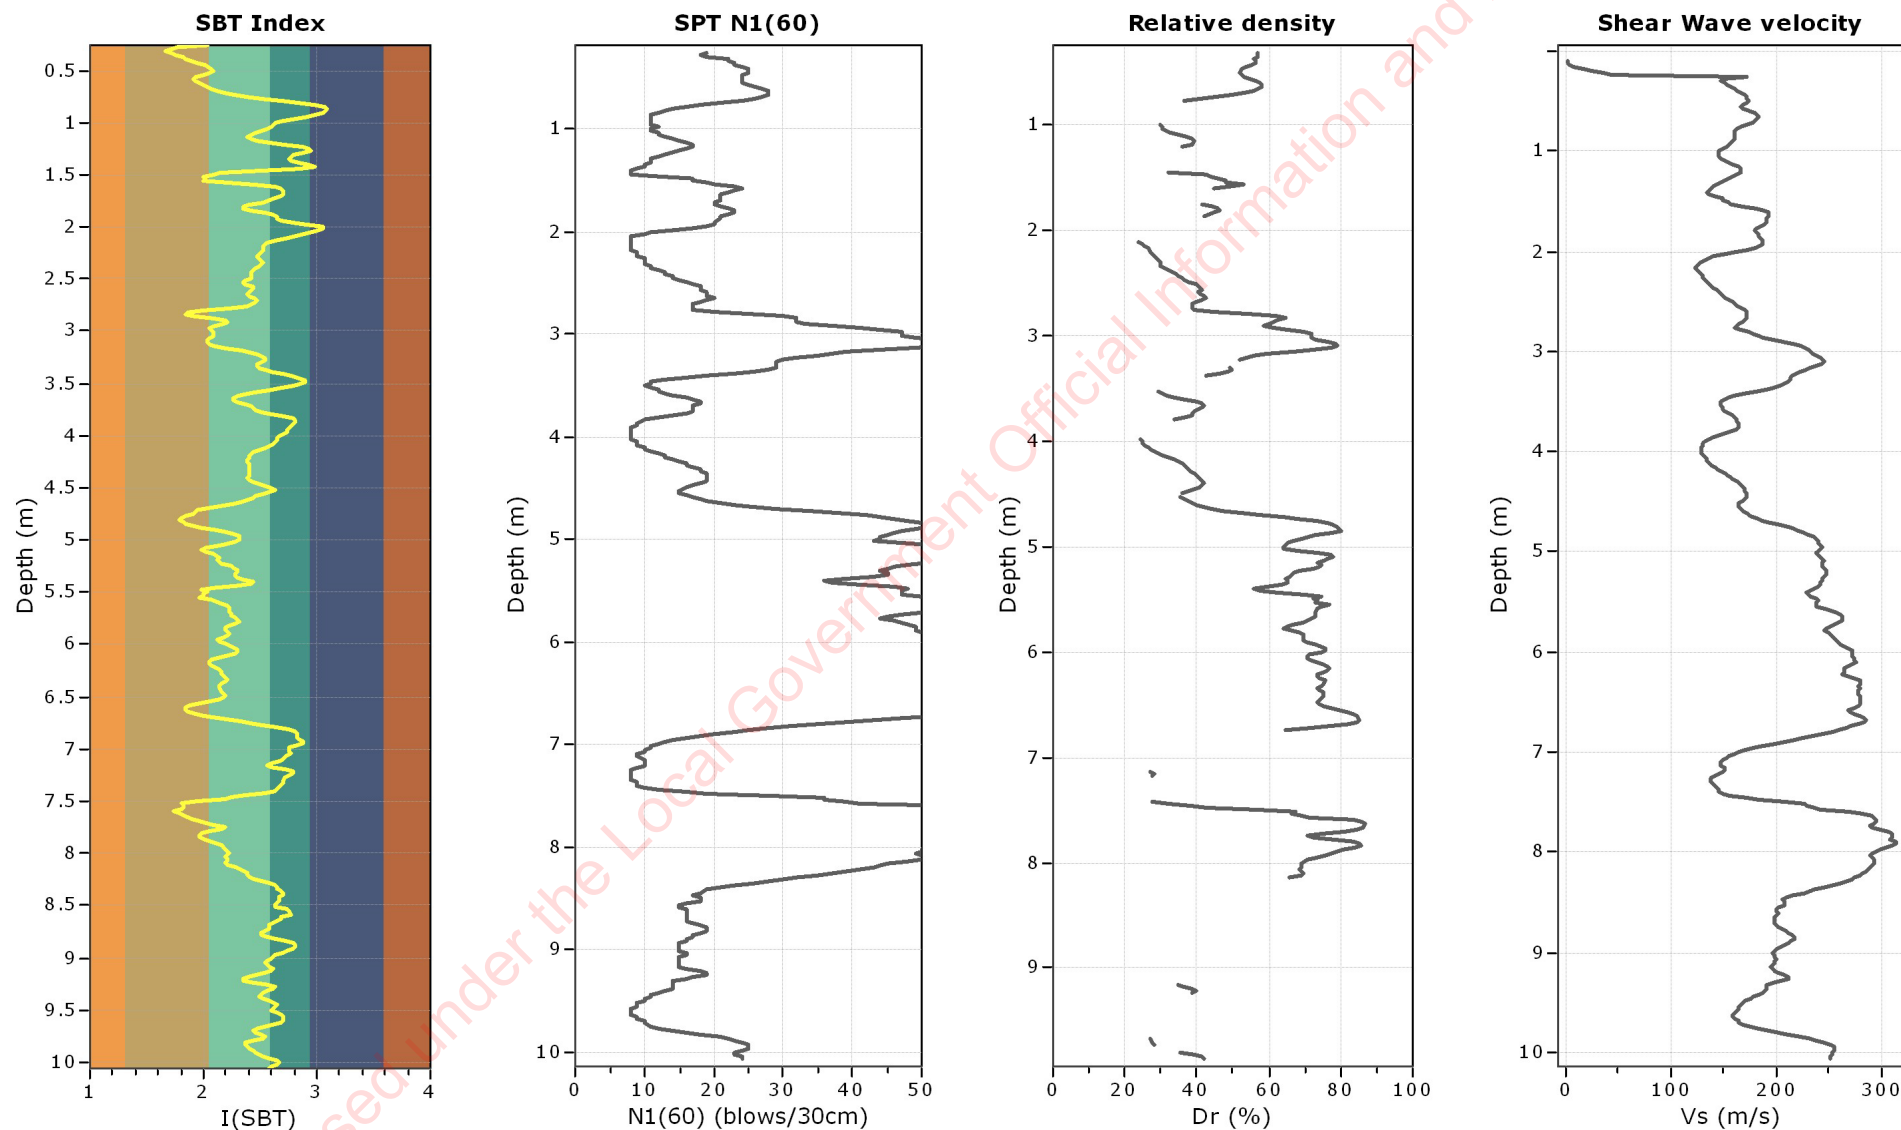 SBT Index
0.5
1
1.5
2
2.5
3
3.5
4
4.5
5
5.5
6
6.5
7
7.5
8
8.5
9
9.5
10
Depth (m)
1 2 3 4
I(SBT)
SPT N1(60)
1
2
3
4
5
6
7
8
9
10
Depth (m)
0 10 20 30 40 50
N1(60) (blows/30cm)
Relative density
1
2
3
4
5
6
7
8
9
Depth (m)
0 20 40 60 80 100
Dr (%)
Shear Wave velocity
1
2
3
4
5
6
7
8
9
10
Depth (m)
0 100 200 300
Vs (m/s)
under the Local Government Official Information and